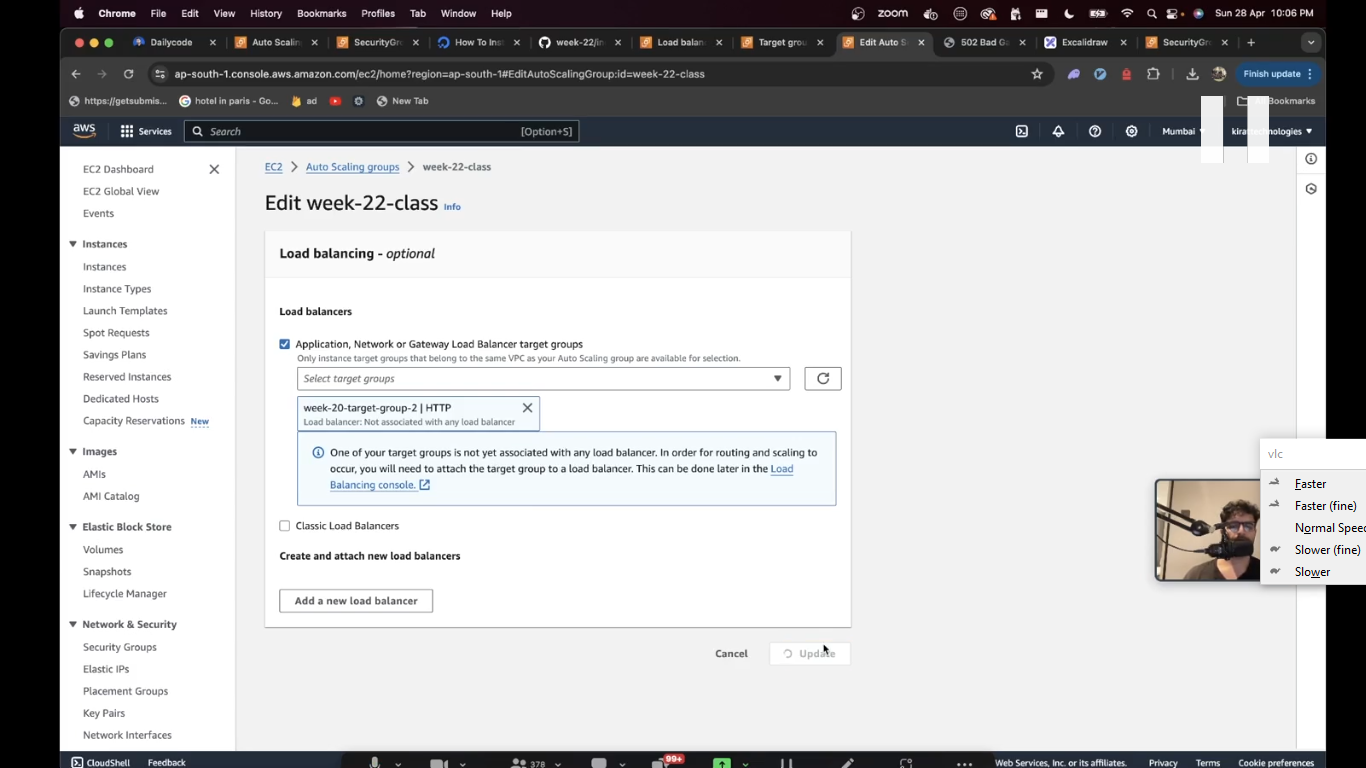 Chrome File Edit View History Bookmarks Profiles Tab Window Help zoom Sun 28 Apr 10:06 PM
Dailycode Auto Scalin SecurityGr How To Ins week-22/in Load balan Target grou Edit Auto S 502 Bad Ga Excalidraw SecurityGr
ap-south-1.console.aws.amazon.com/ec2/home?region=ap-south-1#EditAutoScalingGroup:id=week-22-class Finish update
https://getsubmis... hotel in paris - Go... ad New Tab Bookmarks
aws Services Search [Option+S] Mumbai
EC2 Dashboard
EC2 Global View
Events
Instances
Instances
Instance Types
Launch Templates
Spot Requests
Savings Plans
Reserved Instances
Dedicated Hosts
Capacity Reservations New
Images
AMIs
AMI Catalog
Elastic Block Store
Volumes
Snapshots
Lifecycle Manager
Network & Security
Security Groups
Elastic IPs
Placement Groups
Key Pairs
Network Interfaces
EC2 > Auto Scaling groups > week-22-class
Edit week-22-class Info
Load balancing - optional
Load balancers
Application, Network or Gateway Load Balancer target groups
Only instance target groups that belong to the same VPC as your Auto Scaling group are available for selection.
Select target groups
week-20-target-group-2 | HTTP
Load balancer: Not associated with any load balancer
One of your target groups is not yet associated with any load balancer. In order for routing and scaling to
occur, you will need to attach the target group to a load balancer. This can be done later in the Load
Balancing console.
Classic Load Balancers
Create and attach new load balancers
Add a new load balancer
Cancel Update
vlc
Faster
Faster (fine)
Normal Speed
Slower (fine)
Slower
CloudShell Feedback Web Services, Inc. or its affiliates. Privacy Terms Cookie preferences
378 99+